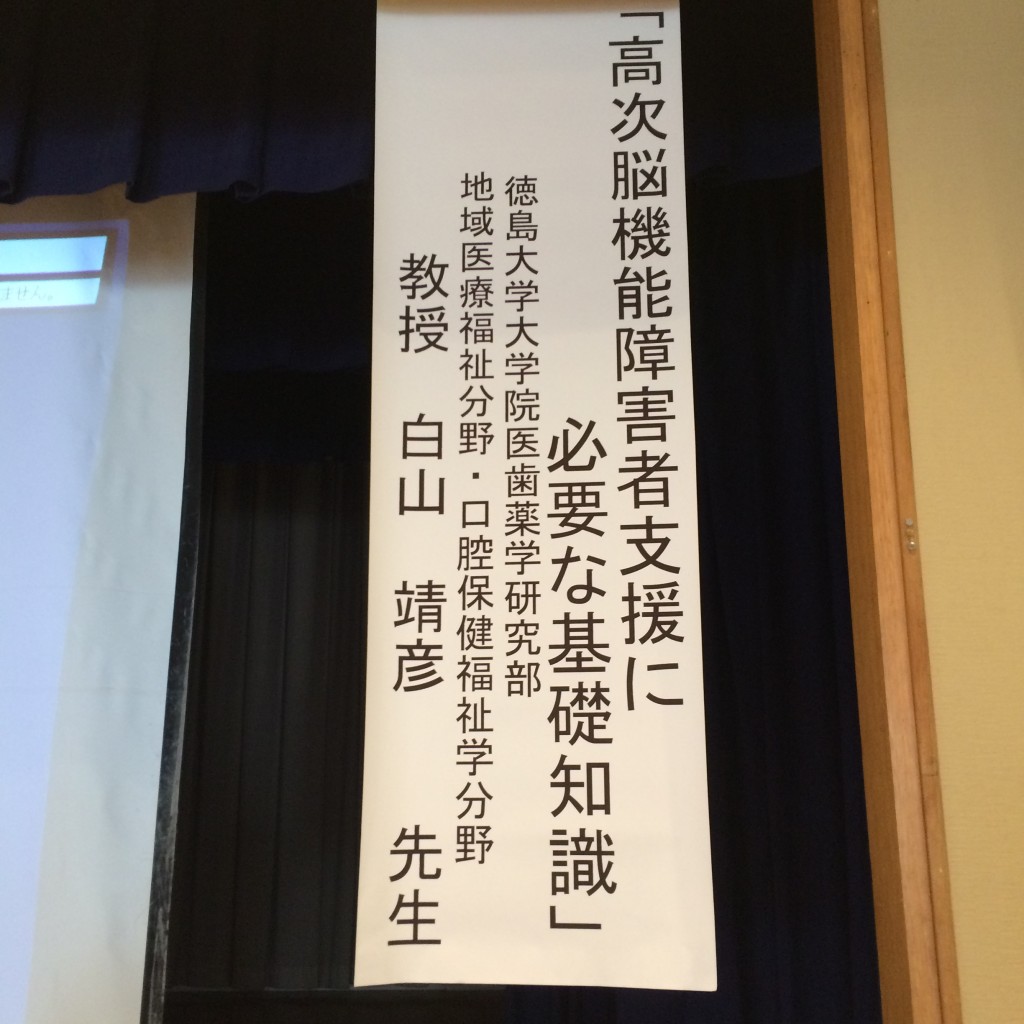 「高次脳機能障害者支援に
必要な基礎知識」
徳島大学大学院医歯薬学研究部
地域医療福祉分野・口腔保健福祉学分野
教授 白山 靖彦 先生
ません。